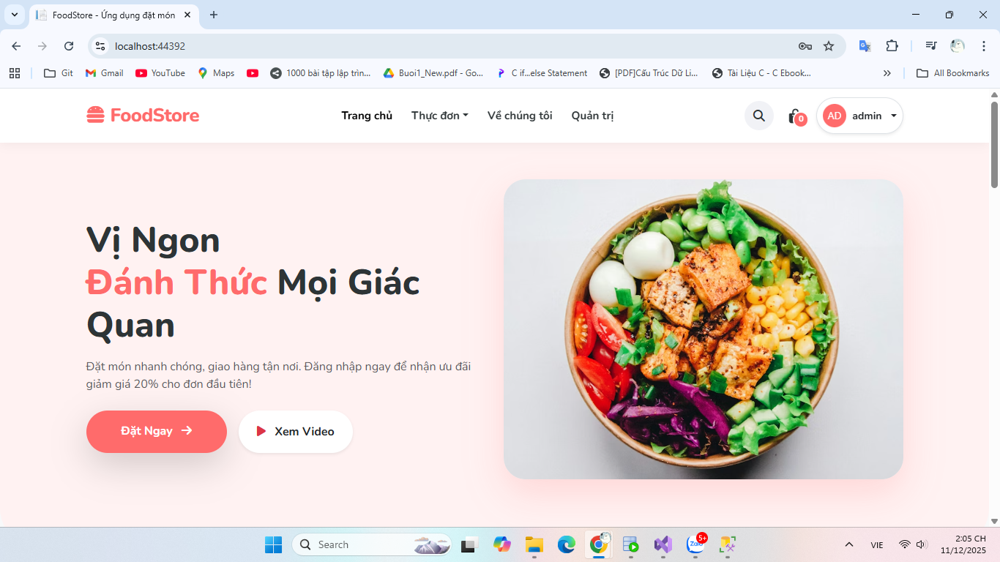 FoodStore - Ứng dụng đặt món
localhost:44392
Git
Gmail
YouTube
Maps
1000 bài tập lập trìn...
Buoi1_New.pdf - Go...
C if...else Statement
[PDF]Cấu Trúc Dữ Li...
Tài Liệu C - C Ebook...
All Bookmarks
FoodStore
Trang chủ
Thực đơn
Về chúng tôi
Quản trị
0
AD
admin
Vị Ngon
Đánh Thức Mọi Giác
Quan
Đặt món nhanh chóng, giao hàng tận nơi. Đăng nhập ngay để nhận ưu đãi
giảm giá 20% cho đơn đầu tiên!
Đặt Ngay
Xem Video
Search
Zalo
5+
VIE
2:05 CH
11/12/2025